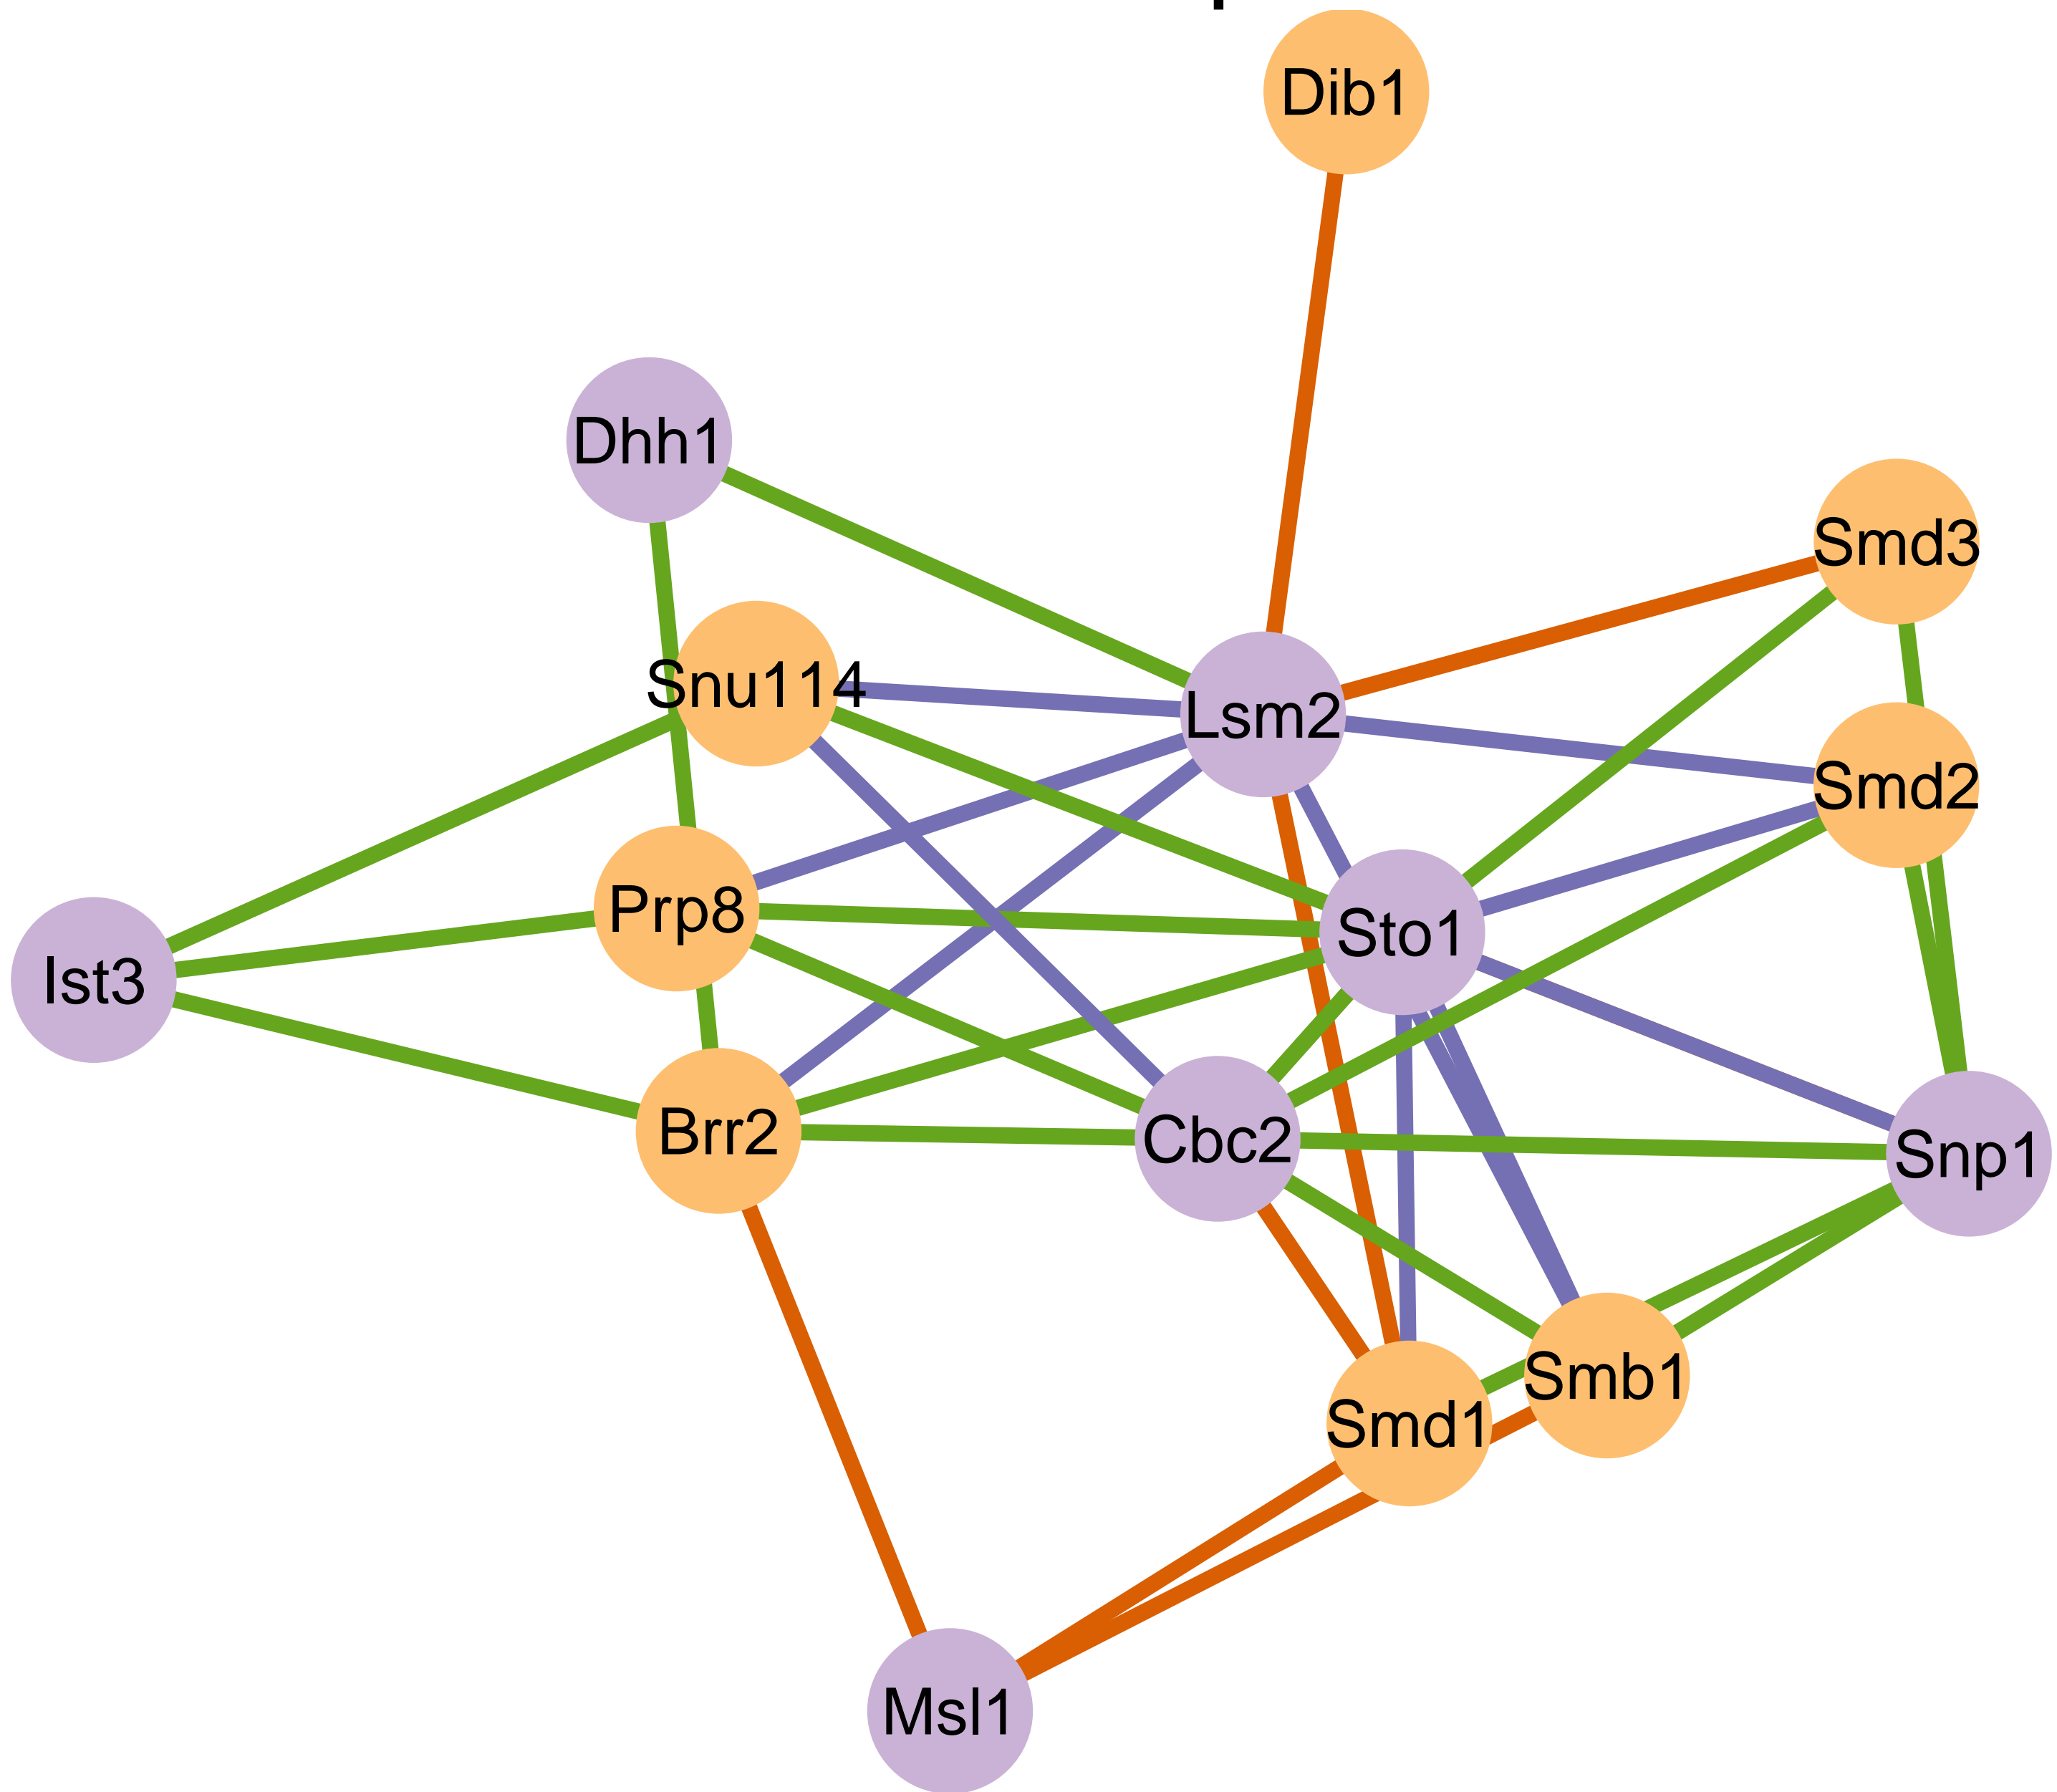 Dib1
Dhh1
Smd3
Snu114
Lsm2
Smd2
Prp8
Sto1
Ist3
Brr2
Cbc2
Snp1
Smb1
Smd1
Msl1